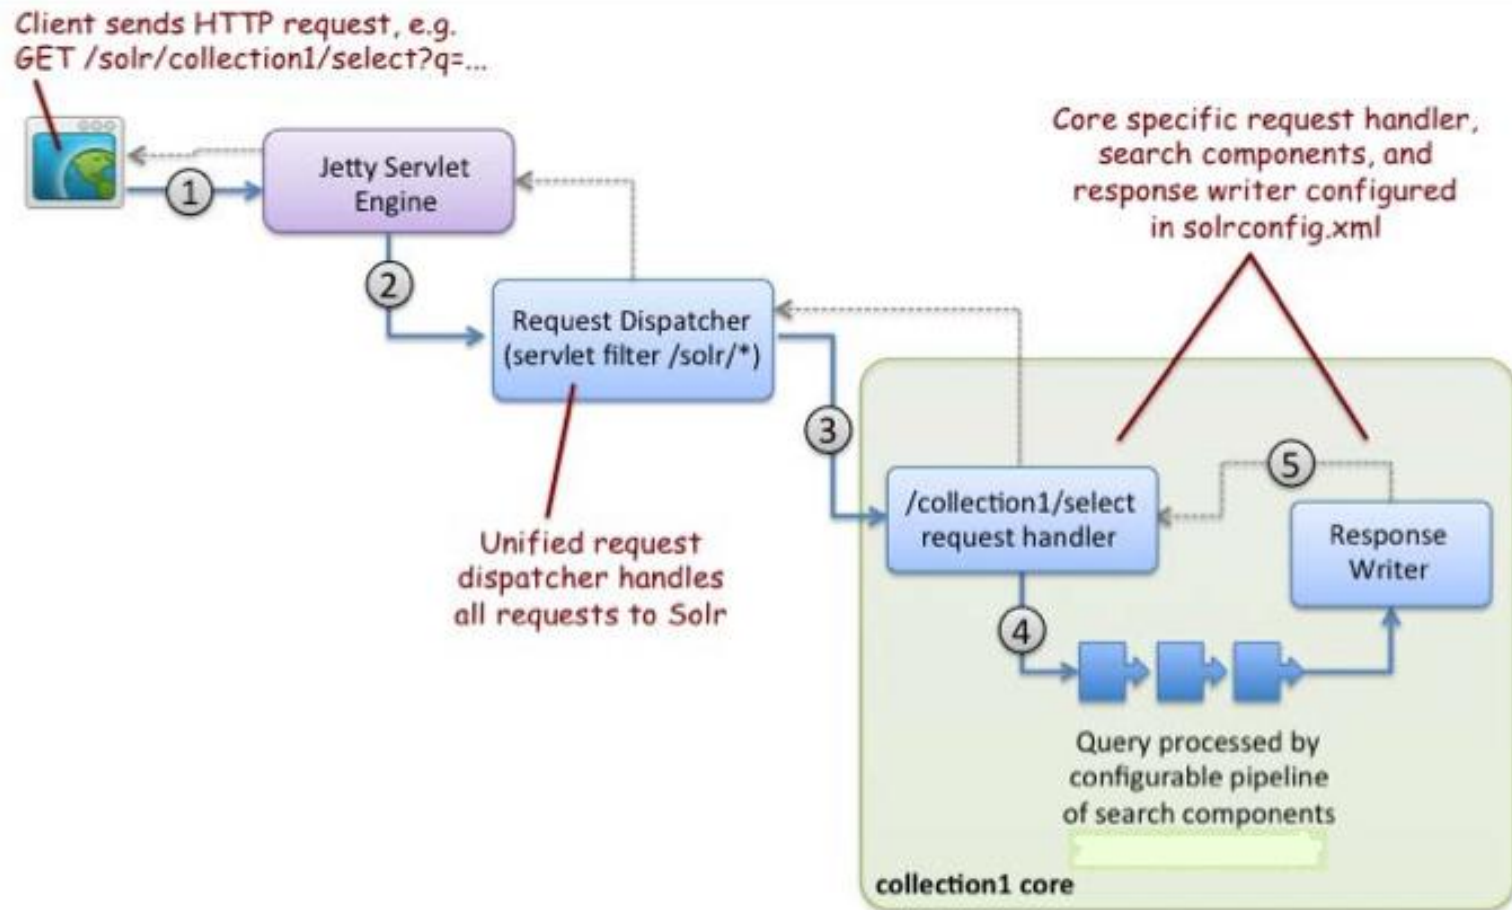 Client sends HTTP request, e.g.
GET /solr/collection1/select?q=...
1
Jetty Servlet
Engine
2
Request Dispatcher
(servlet filter /solr/*)
Unified request
dispatcher handles
all requests to Solr
3
Core specific request handler,
search components, and
response writer configured
in solrconfig.xml
/collection1/select
request handler
4
5
Response
Writer
Query processed by
configurable pipeline
of search components
collection1 core